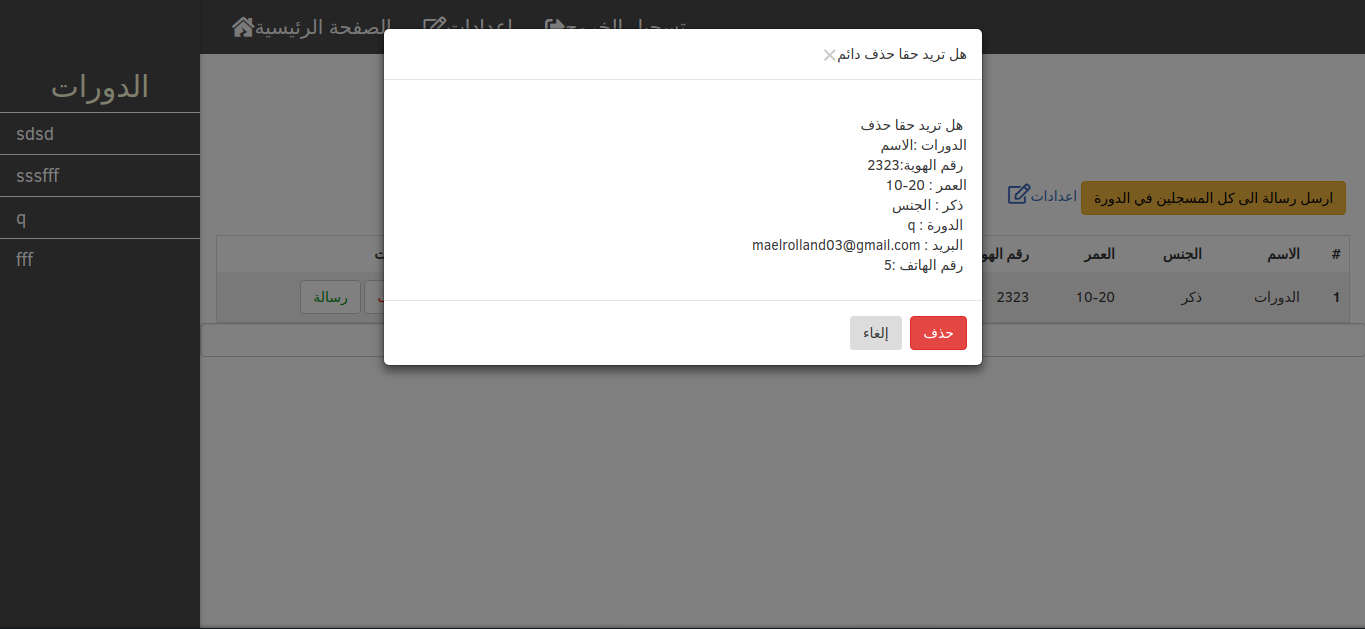 الصفحة الرئيسية
اعدادات
تسجيل الخروج
الدورات
sdsd
sssfff
q
fff
هل تريد حقا حذف دائم×
هل تريد حقا حذف
الدورات :الاسم
رقم الهوية:2323
العمر : 20-10
ذكر : الجنس
الدورة : q
البريد : maelrolland03@gmail.com
رقم الهاتف :5
حذف إلغاء
ارسل رسالة الى كل المسجلين في الدورة اعدادات
# الاسم الجنس العمر رقم
1 الدورات ذكر 10-20 2323 رسالة